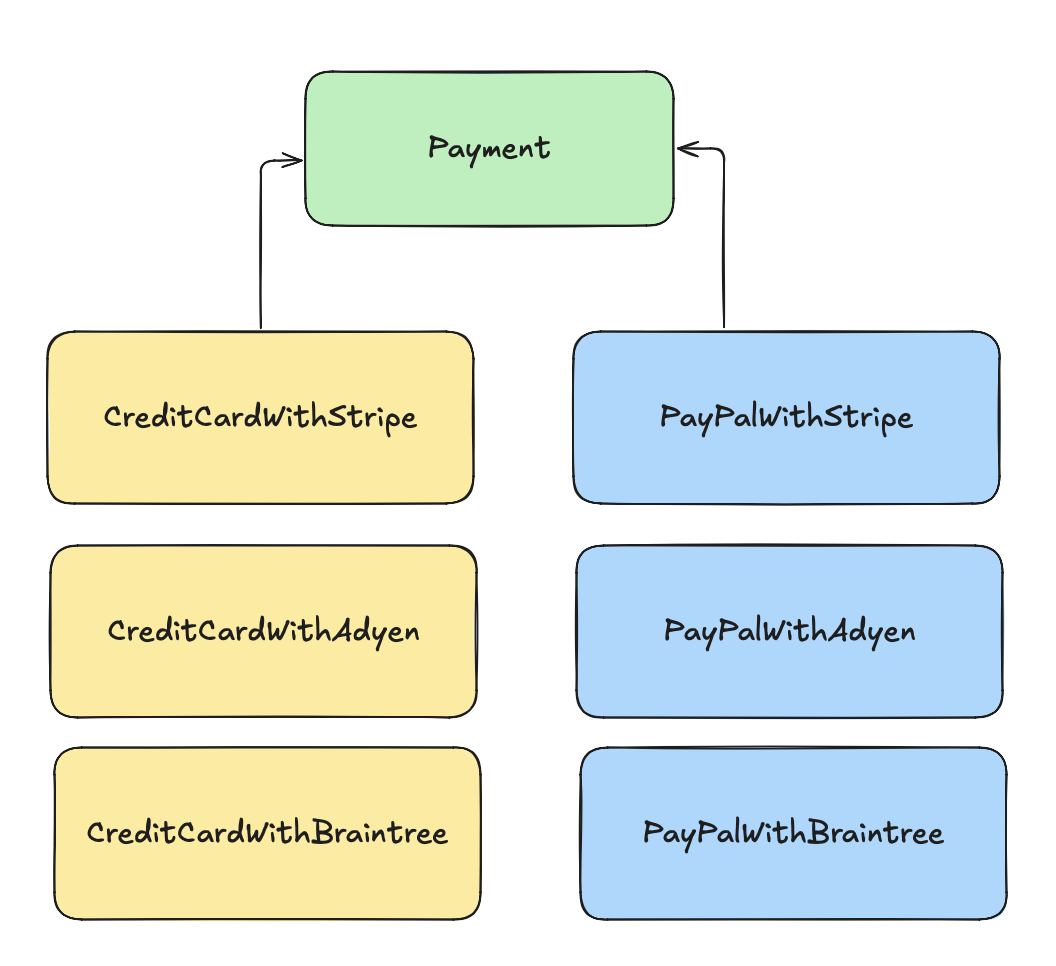 Payment
CreditCardWithStripe
PayPalWithStripe
CreditCardWithAdyen
PayPalWithAdyen
CreditCardWithBraintree
PayPalWithBraintree